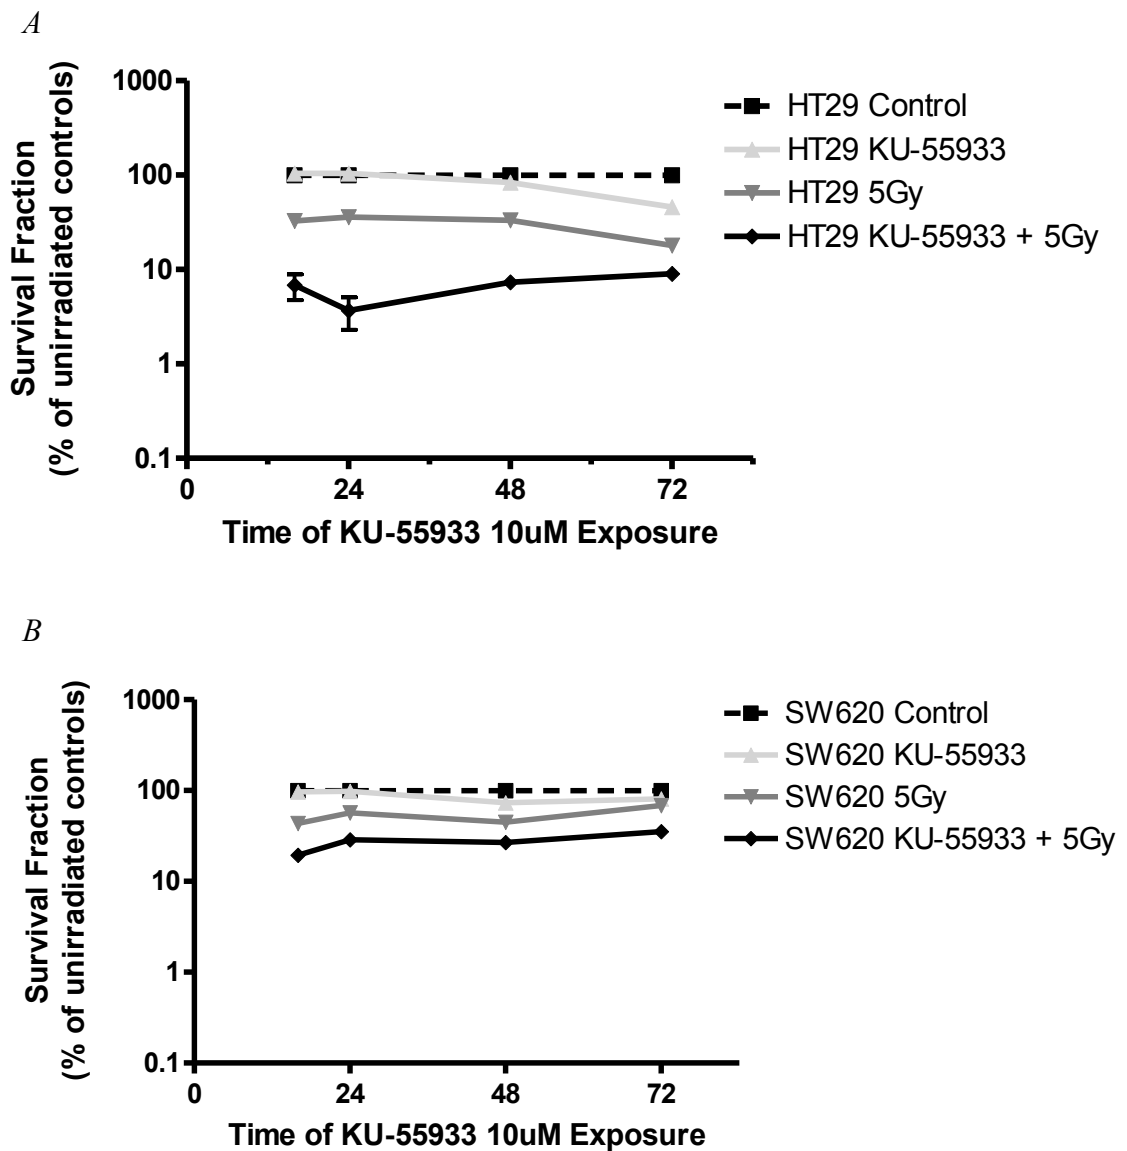 A
Survival Fraction
(% of unirradiated controls)
1000
100
10
1
0.1
0
24
48
72
Time of KU-55933 10uM Exposure
HT29 Control
HT29 KU-55933
HT29 5Gy
HT29 KU-55933 + 5Gy
B
Survival Fraction
(% of unirradiated controls)
1000
100
10
1
0.1
0
24
48
72
Time of KU-55933 10uM Exposure
SW620 Control
SW620 KU-55933
SW620 5Gy
SW620 KU-55933 + 5Gy